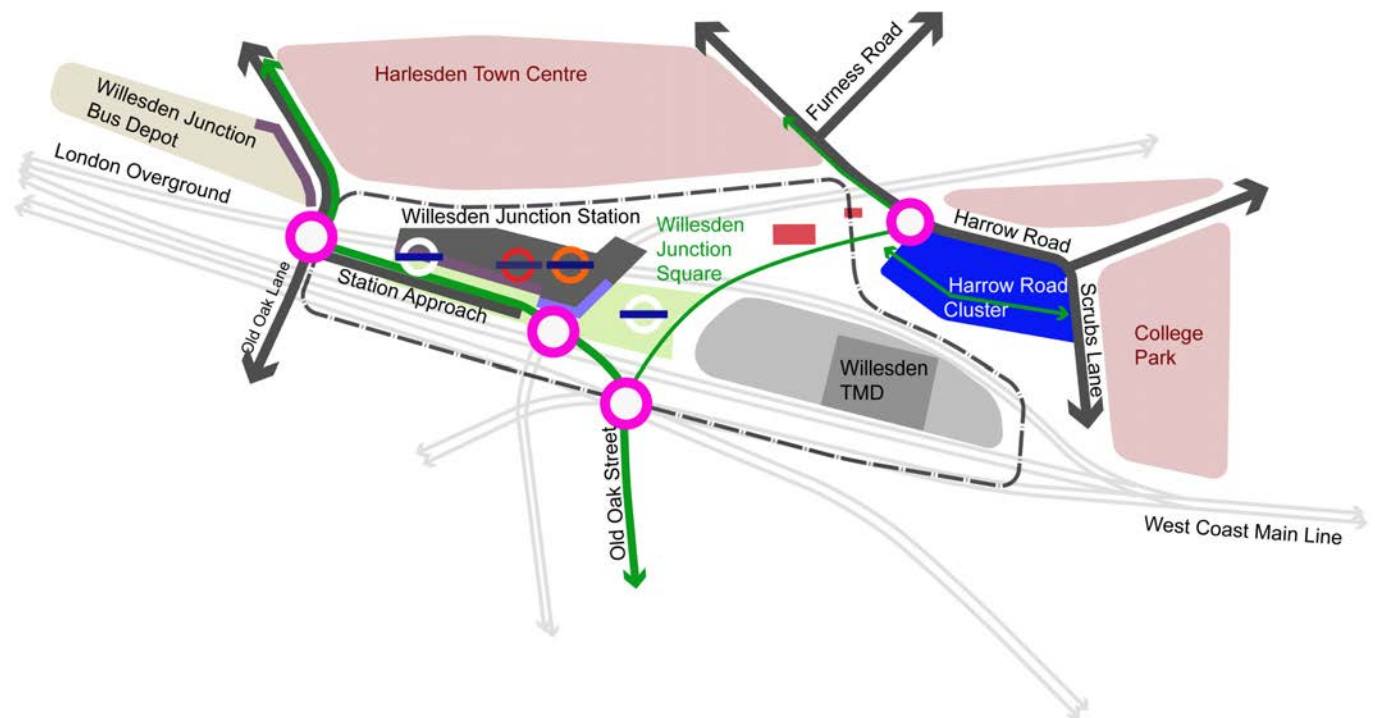 Harlesden Town Centre
Furness Road
Willesden Junction
Bus Depot
London Overground
Willesden Junction Station
Willesden
Junction
Square
Harrow Road
Old Oak Lane
Station Approach
Harrow Road
Cluster
Scrubs Lane
College
Park
Willesden
TMD
Old Oak Street
West Coast Main Line